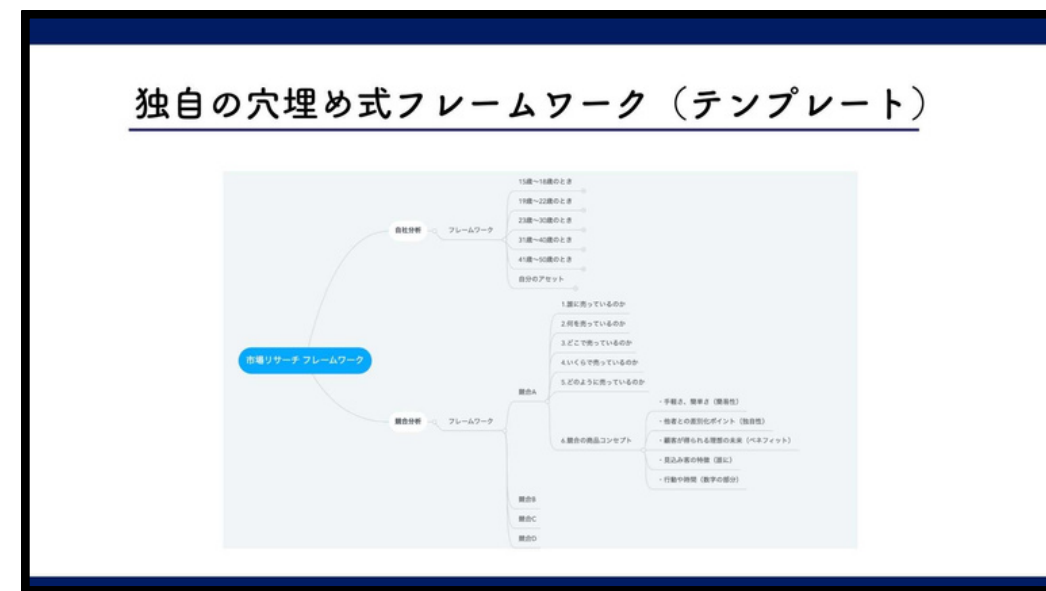 独自の穴埋め式フレームワーク（テンプレート）
15歳〜18歳のとき
19歳〜22歳のとき
23歳〜30歳のとき
自社分析
フレームワーク
31歳〜40歳のとき
41歳〜50歳のとき
自分のアセット
1.誰に売っているのか
2.何を売っているのか
3.どこで売っているのか
市場リサーチ フレームワーク
4.いくらで売っているのか
5.どのように売っているのか
競合A
・手軽さ、簡単さ（簡易性）
競合分析
フレームワーク
・他者との差別化ポイント（独自性）
6.競合の商品コンセプト
・顧客が得られる理想の未来（ベネフィット）
・見込み客の特徴（誰に）
・行動や時間（数字の部分）
競合B
競合C
競合D